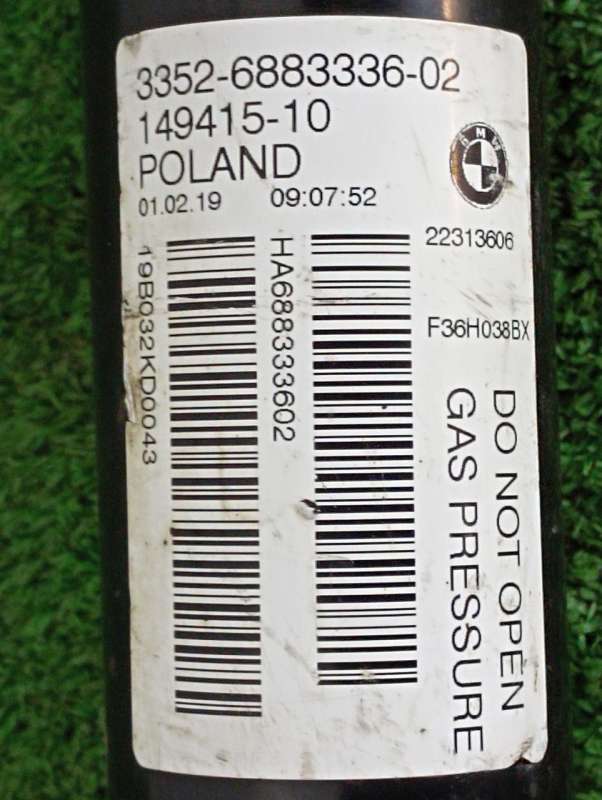 3352-6883336-02
149415-10
POLAND
01.02.19 09:07:52
BMW
22313606
F36H038BX
19B032KD0043
HA688333602
DO NOT OPEN
GAS PRESSURE